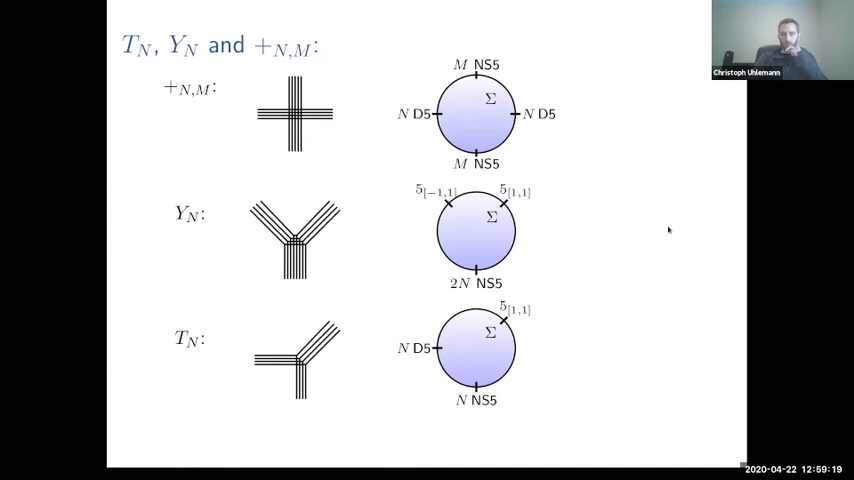 T_N, Y_N and +_{N,M}:
+_{N,M}:
M NS5
Σ
N D5
N D5
M NS5
Y_N:
5_{[-1,1]}
5_{[1,1]}
Σ
2N NS5
T_N:
5_{[1,1]}
Σ
N D5
N NS5
Christoph Uhlemann
2020-04-22 12:59:19